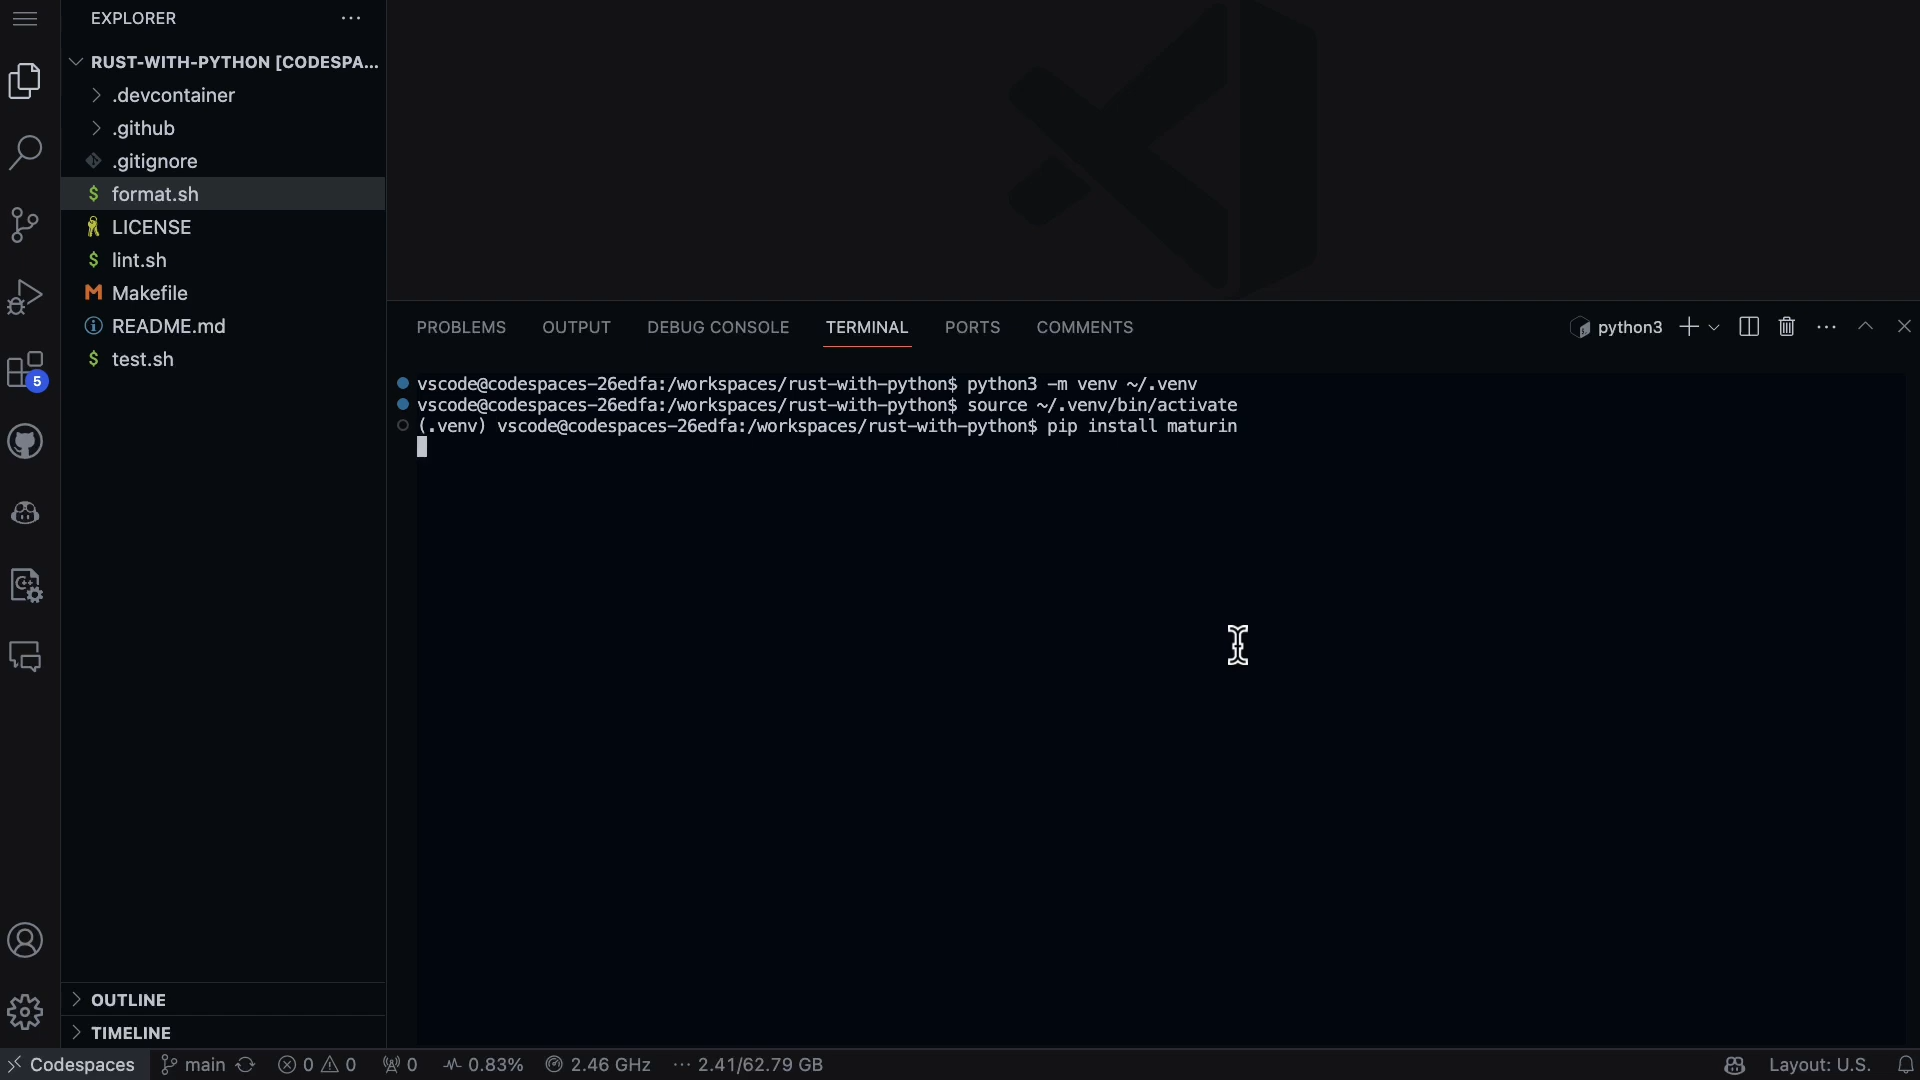 EXPLORER
RUST-WITH-PYTHON [CODESPA...
.devcontainer
.github
.gitignore
$ format.sh
LICENSE
$ lint.sh
Makefile
README.md
$ test.sh
5
OUTLINE
TIMELINE
PROBLEMS OUTPUT DEBUG CONSOLE TERMINAL PORTS COMMENTS python3
vscode@codespaces-26edfa:/workspaces/rust-with-python$ python3 -m venv ~/.venv
vscode@codespaces-26edfa:/workspaces/rust-with-python$ source ~/.venv/bin/activate
(.venv) vscode@codespaces-26edfa:/workspaces/rust-with-python$ pip install maturin
Codespaces main 0 0 0 0.83% 2.46 GHz ··· 2.41/62.79 GB Layout: U.S.